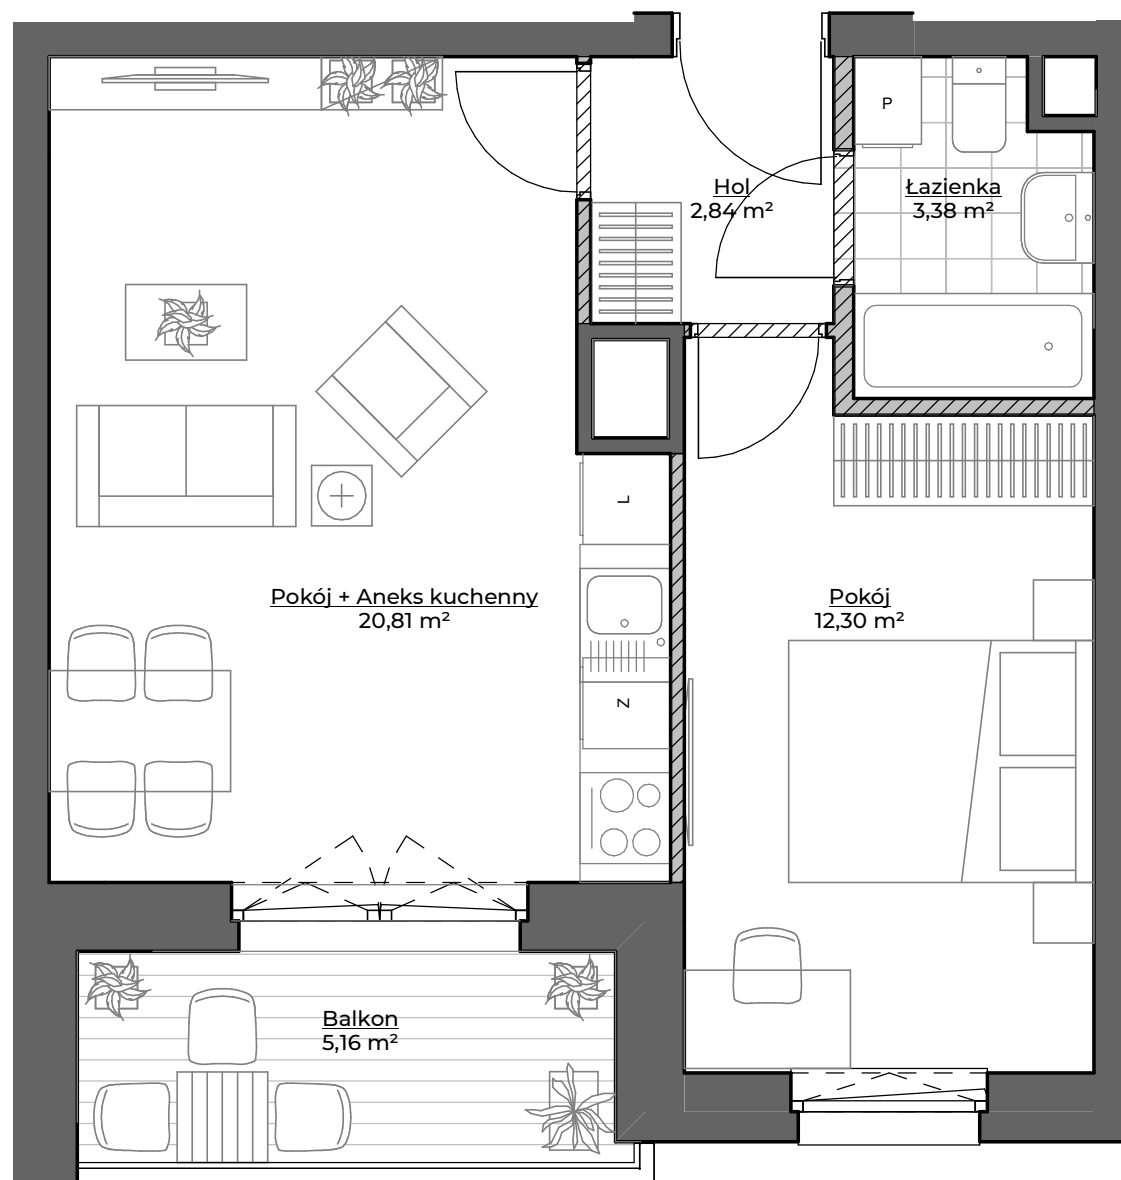 P
Hol
2,84 m²
Łazienka
3,38 m²
L
Pokój + Aneks kuchenny
20,81 m²
Pokój
12,30 m²
Z
Balkon
5,16 m²